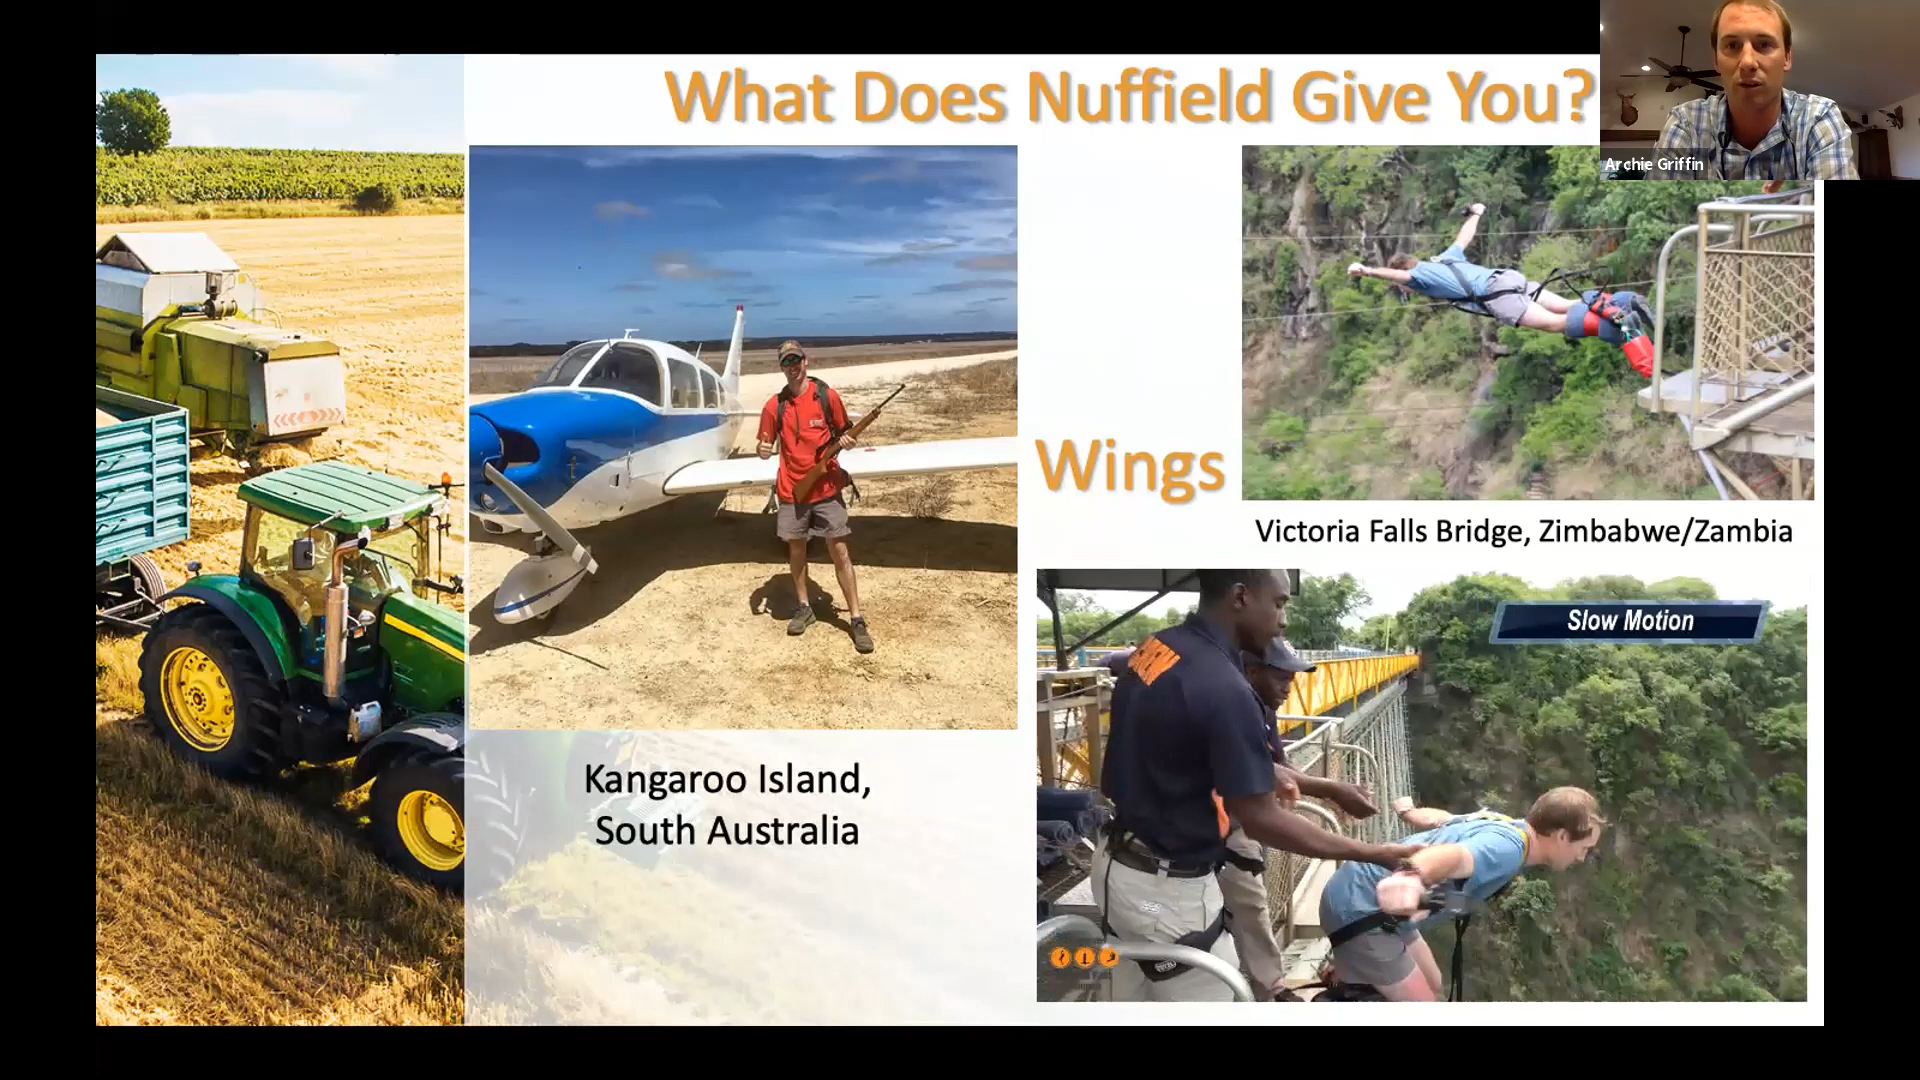 What Does Nuffield Give You?
Archie Griffin
Wings
Victoria Falls Bridge, Zimbabwe/Zambia
Slow Motion
Kangaroo Island,
South Australia